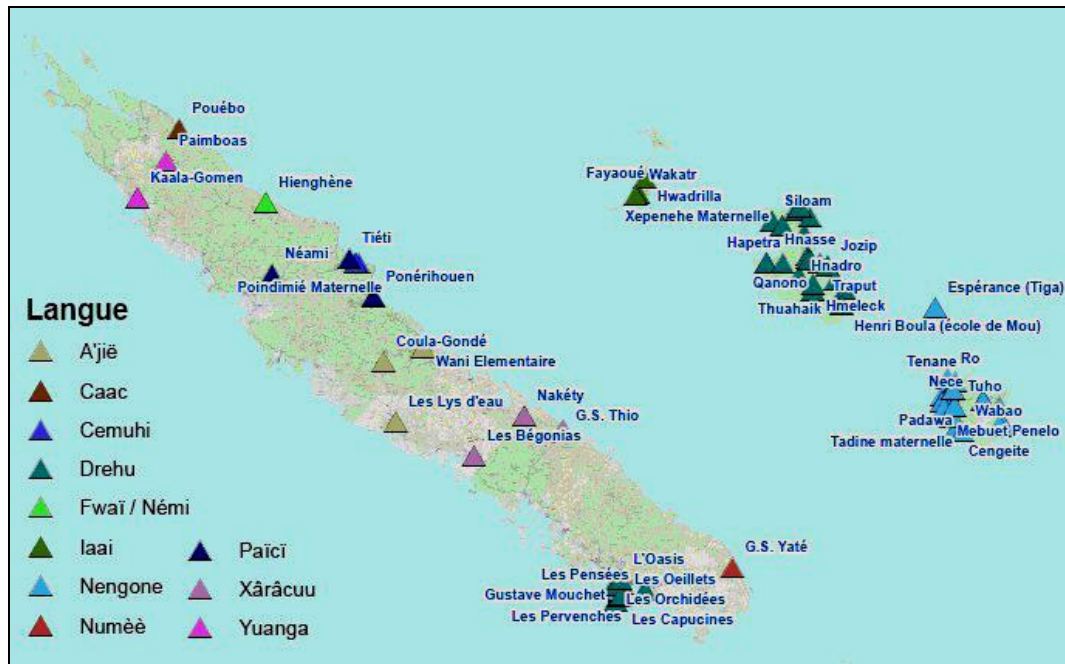 Pouébo
Paimboas
Kaala-Gomen
Hienghène
Tiéti
Néami
Ponérihouen
Poindimié Maternelle
Coula-Gondé
Wani Elementaire
Les Lys d'eau
Nakéty
G.S. Thio
Les Bégonias
G.S. Yaté
L'Oasis
Les Pensées
Les Oeillets
Gustave Mouchet
Les Orchidées
Les Pervenches
Les Capucines
Fayaoué
Wakatr
Hwadrilla
Siloam
Xepenehe Maternelle
Hapetra
Hnasse
Jozip
Hnadro
Qanono
Traput
Thuahaik
Hmeleck
Henri Boula (école de Mou)
Espérance (Tiga)
Tenane
Ro
Nece
Tuho
Padawa
Wabao
Mebuet
Penelo
Tadine maternelle
Cengeite
Langue
A'jië
Caac
Cemuhi
Drehu
Fwaï / Némi
Iaai
Nengone
Numèè
Païcï
Xârâcuu
Yuanga